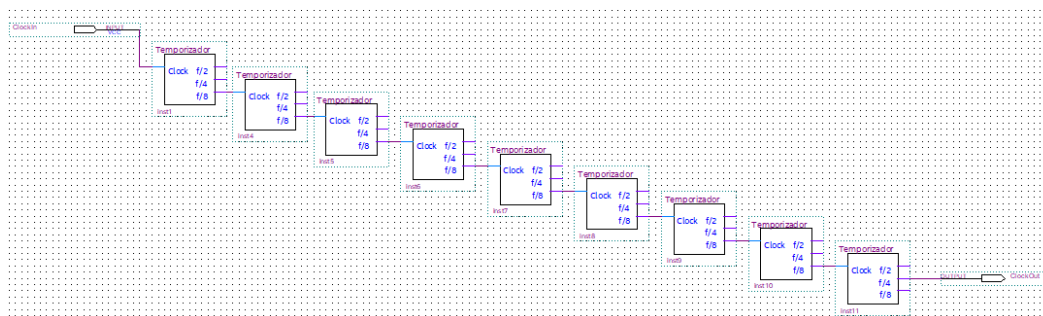 ClockIn
INPUT
VCC
Temporizador
Clock f/2
f/4
f/8
inst1
Temporizador
Clock f/2
f/4
f/8
inst4
Temporizador
Clock f/2
f/4
f/8
inst5
Temporizador
Clock f/2
f/4
f/8
inst6
Temporizador
Clock f/2
f/4
f/8
inst7
Temporizador
Clock f/2
f/4
f/8
inst8
Temporizador
Clock f/2
f/4
f/8
inst9
Temporizador
Clock f/2
f/4
f/8
inst10
Temporizador
Clock f/2
f/4
f/8
inst11
OUTPUT
ClockOut